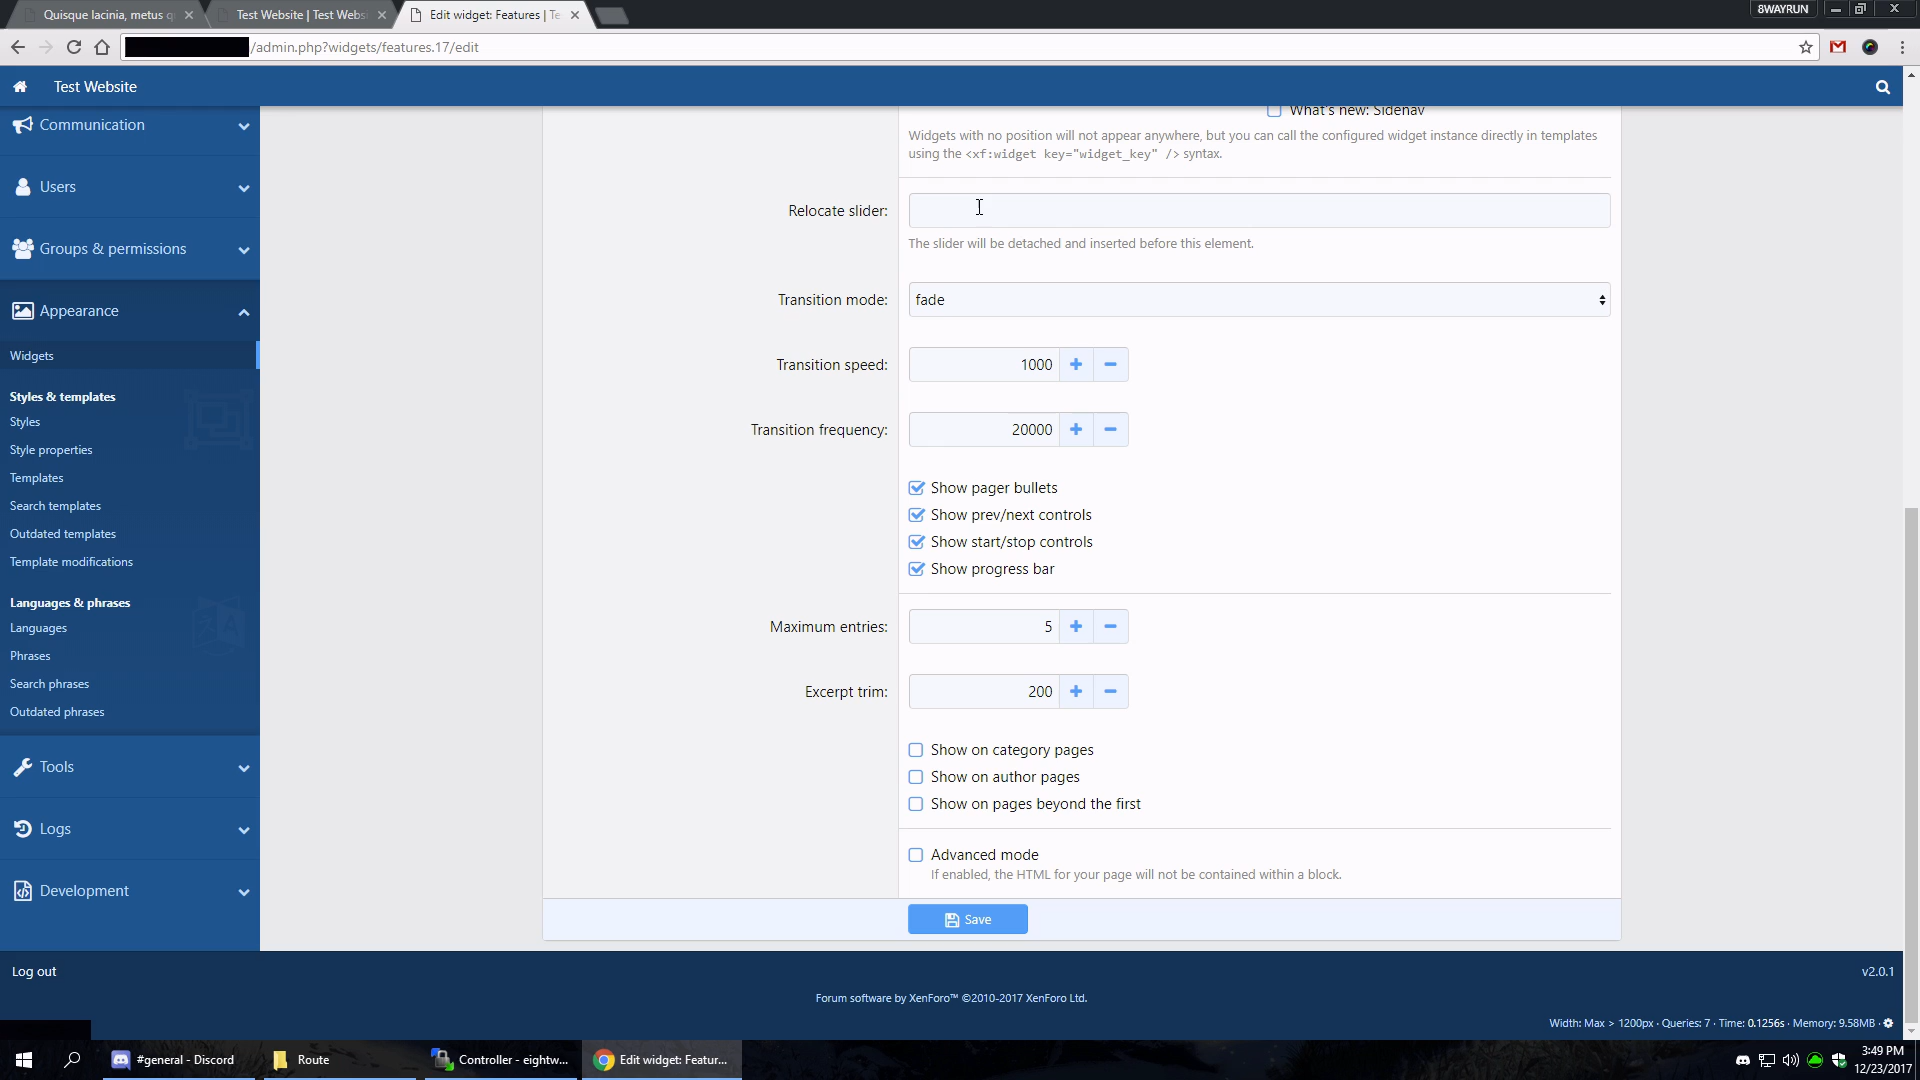 Quisque lacinia, metus q
Test Website | Test Webs
Edit widget: Features | Te
8WAYRUN
/admin.php?widgets/features.17/edit
Test Website
Communication
Users
Groups & permissions
Appearance
Widgets
Styles & templates
Styles
Style properties
Templates
Search templates
Outdated templates
Template modifications
Languages & phrases
Languages
Phrases
Search phrases
Outdated phrases
Tools
Logs
Development
What's new: Sidenav
Widgets with no position will not appear anywhere, but you can call the configured widget instance directly in templates
using the <xf:widget key="widget_key" /> syntax.
Relocate slider:
The slider will be detached and inserted before this element.
Transition mode: fade
Transition speed: 1000
Transition frequency: 20000
Show pager bullets
Show prev/next controls
Show start/stop controls
Show progress bar
Maximum entries: 5
Excerpt trim: 200
Show on category pages
Show on author pages
Show on pages beyond the first
Advanced mode
If enabled, the HTML for your page will not be contained within a block.
Save
Log out
v2.0.1
Forum software by XenForo™ ©2010-2017 XenForo Ltd.
Width: Max > 1200px · Queries: 7 · Time: 0.1256s · Memory: 9.58MB ·
#general - Discord
Route
Controller - eightw...
Edit widget: Featur...
3:49 PM
12/23/2017